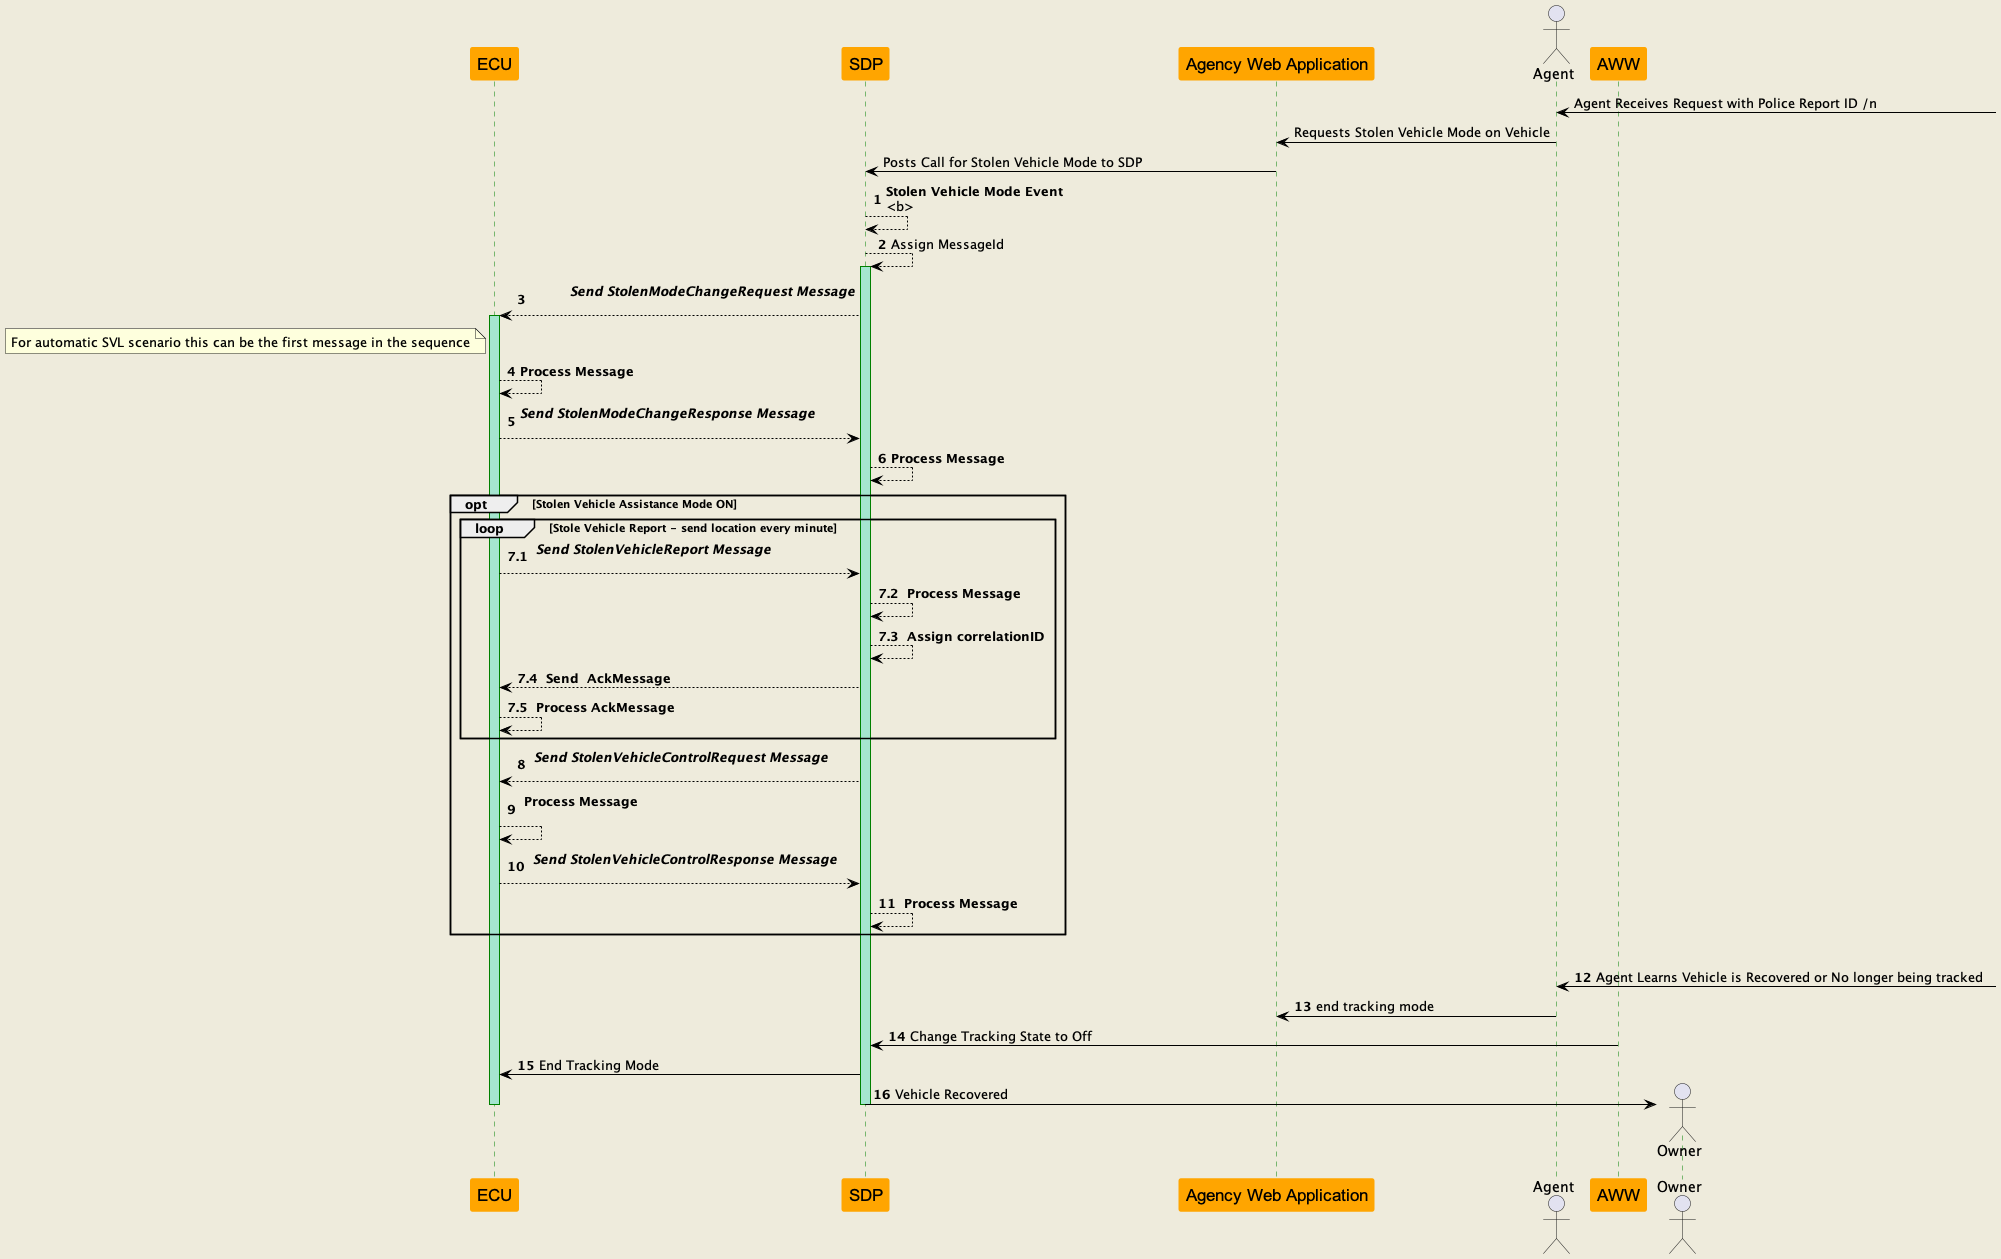 Agent
ECU
SDP
Agency Web Application
AWW
Agent Receives Request with Police Report ID /n
Requests Stolen Vehicle Mode on Vehicle
Posts Call for Stolen Vehicle Mode to SDP
1 Stolen Vehicle Mode Event
<b>
2 Assign MessageId
3 Send StolenModeChangeRequest Message
For automatic SVL scenario this can be the first message in the sequence
4 Process Message
5 Send StolenModeChangeResponse Message
6 Process Message
opt [Stolen Vehicle Assistance Mode ON]
loop [Stole Vehicle Report - send location every minute]
7.1 Send StolenVehicleReport Message
7.2 Process Message
7.3 Assign correlationID
7.4 Send AckMessage
7.5 Process AckMessage
8 Send StolenVehicleControlRequest Message
9 Process Message
10 Send StolenVehicleControlResponse Message
11 Process Message
12 Agent Learns Vehicle is Recovered or No longer being tracked
13 end tracking mode
14 Change Tracking State to Off
15 End Tracking Mode
16 Vehicle Recovered
Owner
ECU
SDP
Agency Web Application
Agent
AWW
Owner